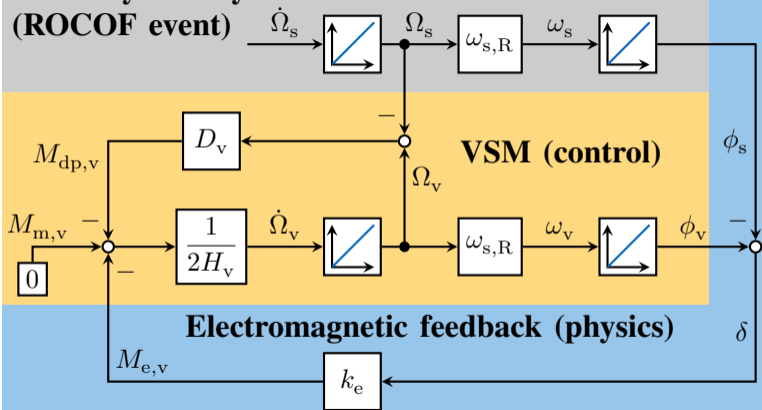 (ROCOF event)
Ω̇s Ωs ωs,R ωs
−
Dv
Mdp,v
VSM (control)
ϕs
Ωv
Mm,v − 1/2Hv Ω̇v ωs,R ωv ϕv −
0 −
Electromagnetic feedback (physics)
δ
Me,v
ke